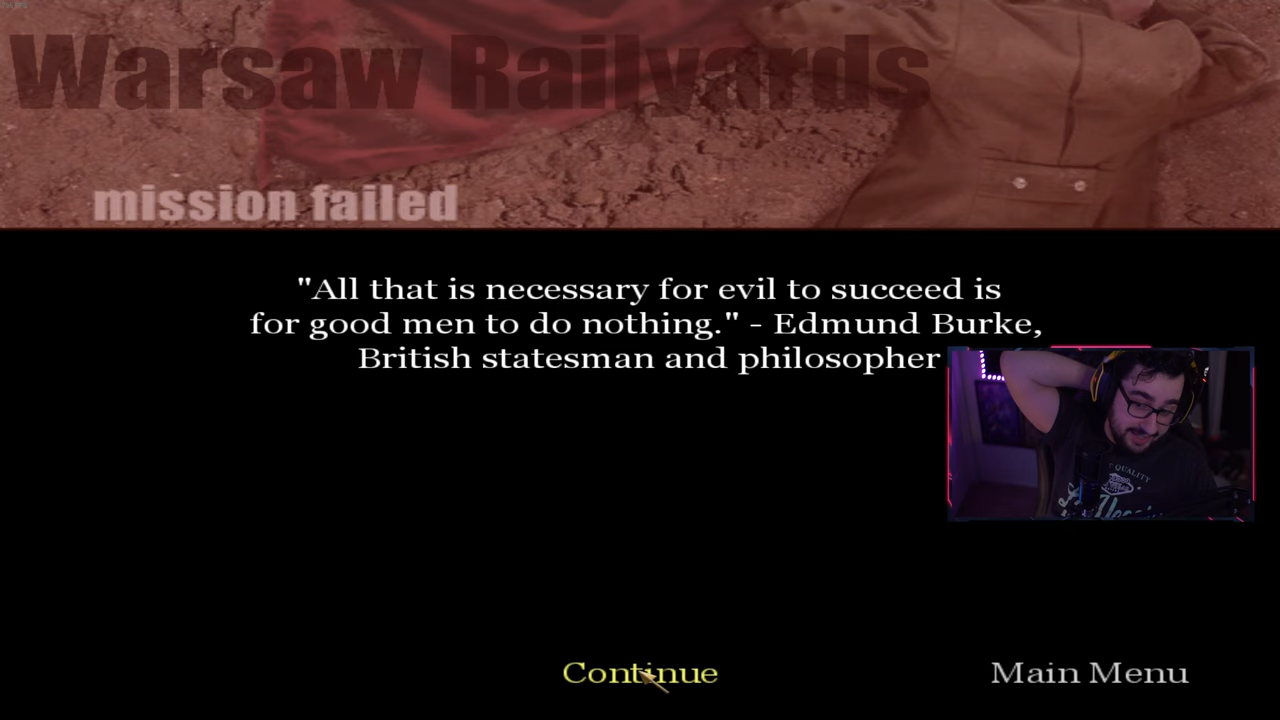 Warsaw Railyards
mission failed
"All that is necessary for evil to succeed is
for good men to do nothing." - Edmund Burke,
British statesman and philosopher
QUALITY
Continue
Main Menu